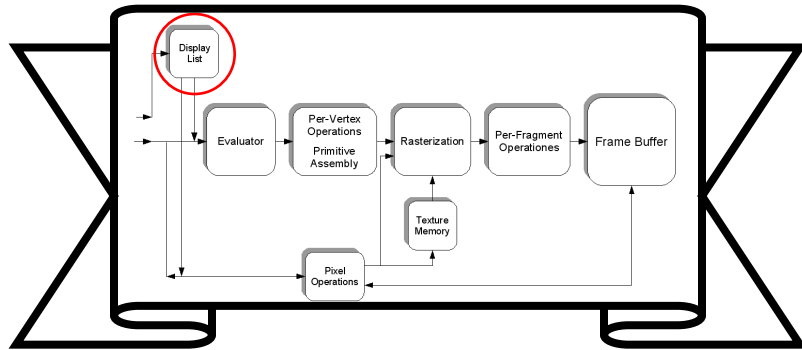 Display
List
Evaluator
Per-Vertex
Operations
Primitive
Assembly
Rasterization
Per-Fragment
Operationes
Frame Buffer
Texture
Memory
Pixel
Operations